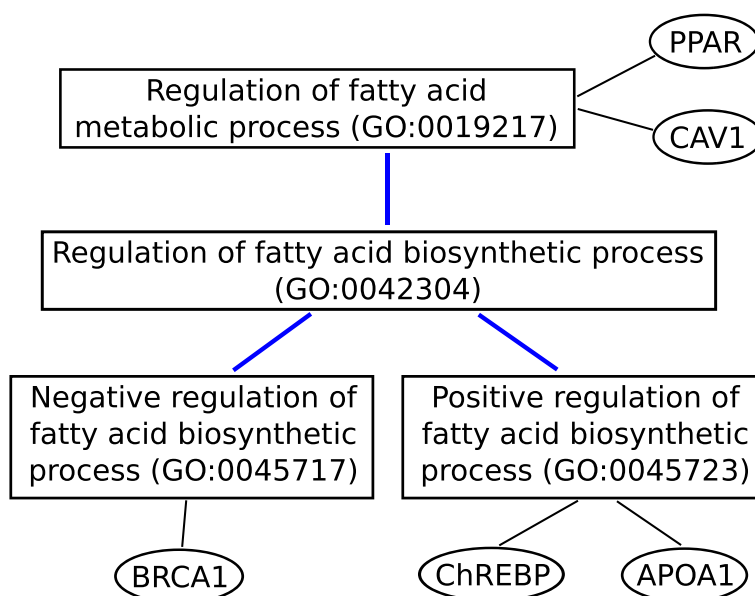 PPAR
Regulation of fatty acid
metabolic process (GO:0019217)
CAV1
Regulation of fatty acid biosynthetic process
(GO:0042304)
Negative regulation of
fatty acid biosynthetic
process (GO:0045717)
Positive regulation of
fatty acid biosynthetic
process (GO:0045723)
BRCA1
ChREBP
APOA1